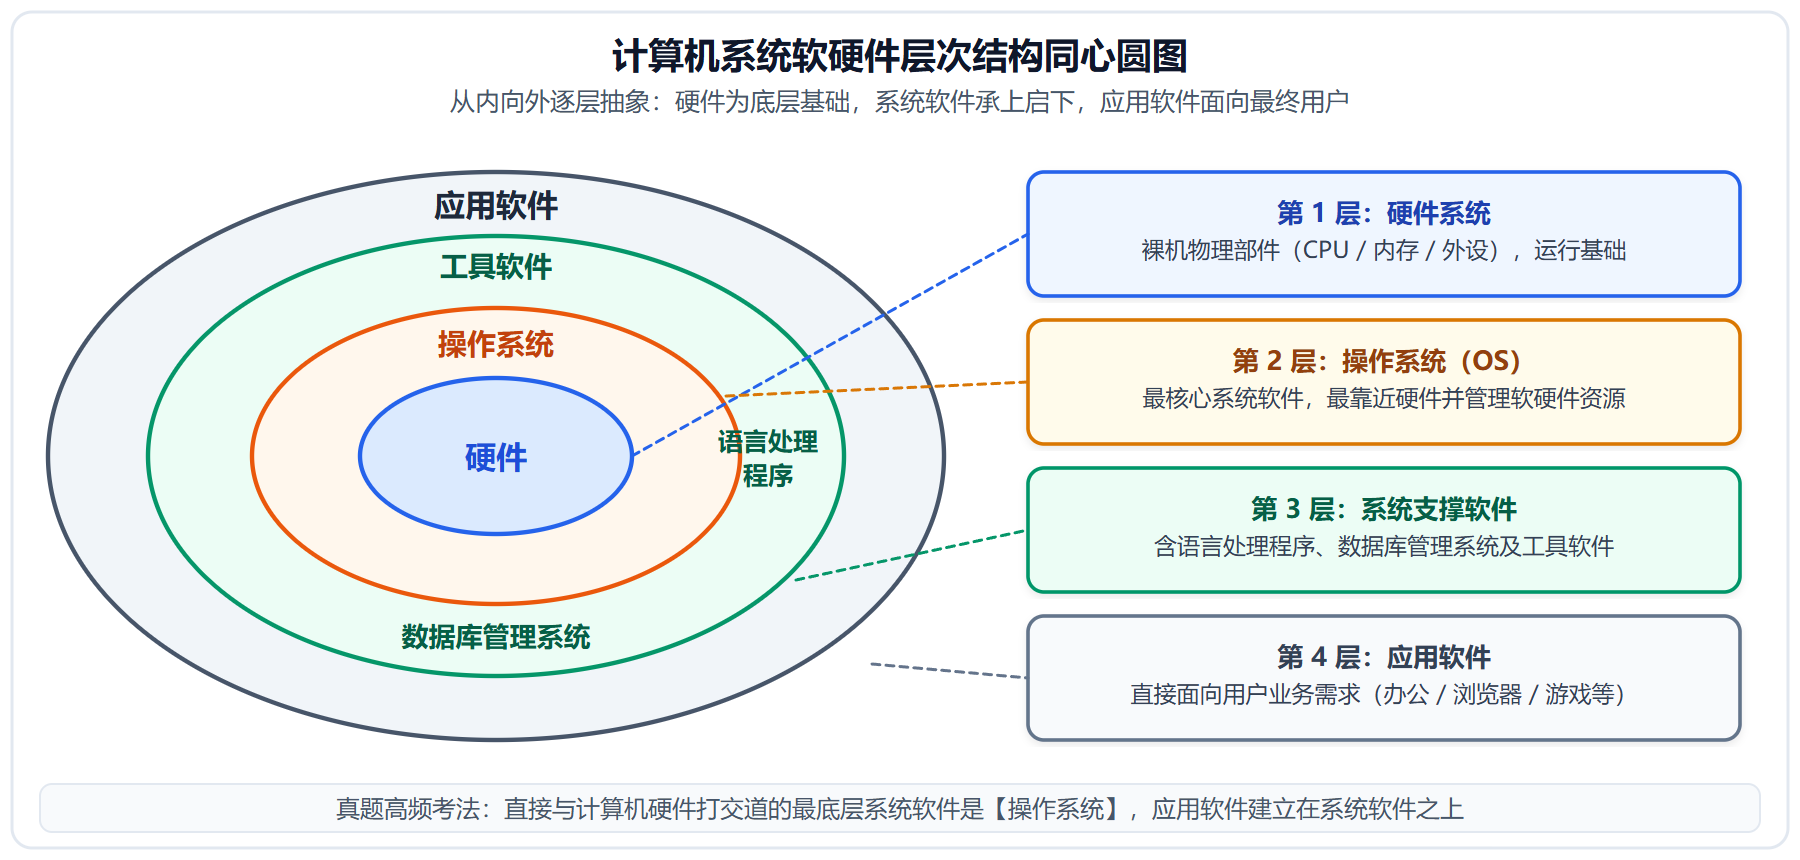 计算机系统软硬件层次结构同心圆图
从内向外逐层抽象：硬件为底层基础，系统软件承上启下，应用软件面向最终用户
应用软件
工具软件
操作系统
硬件
语言处理
程序
数据库管理系统
第 1 层：硬件系统
裸机物理部件（CPU / 内存 / 外设），运行基础
第 2 层：操作系统（OS）
最核心系统软件，最靠近硬件并管理软硬件资源
第 3 层：系统支撑软件
含语言处理程序、数据库管理系统及工具软件
第 4 层：应用软件
直接面向用户业务需求（办公 / 浏览器 / 游戏等）
真题高频考法：直接与计算机硬件打交道的最底层系统软件是【操作系统】，应用软件建立在系统软件之上